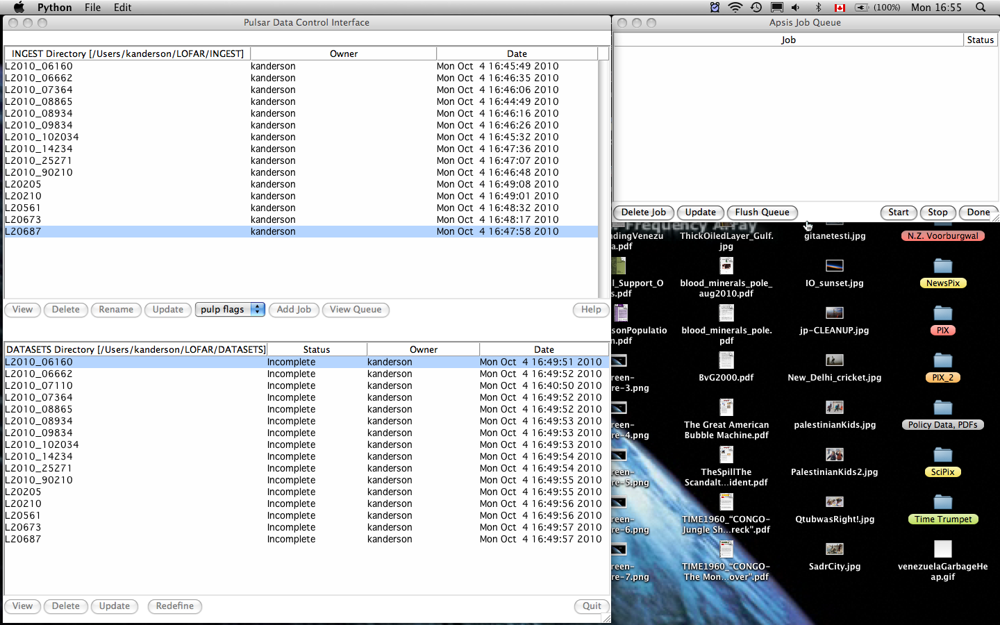 Python File Edit (100%) Mon 16:55
Pulsar Data Control Interface
INGEST Directory [/Users/kanderson/LOFAR/INGEST] Owner Date
L2010_06160 kanderson Mon Oct 4 16:45:49 2010
L2010_06662 kanderson Mon Oct 4 16:46:35 2010
L2010_07364 kanderson Mon Oct 4 16:46:06 2010
L2010_08865 kanderson Mon Oct 4 16:44:49 2010
L2010_08934 kanderson Mon Oct 4 16:46:16 2010
L2010_09834 kanderson Mon Oct 4 16:46:26 2010
L2010_102034 kanderson Mon Oct 4 16:45:32 2010
L2010_14234 kanderson Mon Oct 4 16:47:36 2010
L2010_25271 kanderson Mon Oct 4 16:47:07 2010
L2010_90210 kanderson Mon Oct 4 16:46:48 2010
L20205 kanderson Mon Oct 4 16:49:08 2010
L20210 kanderson Mon Oct 4 16:49:01 2010
L20561 kanderson Mon Oct 4 16:48:32 2010
L20673 kanderson Mon Oct 4 16:48:17 2010
L20687 kanderson Mon Oct 4 16:47:58 2010
View Delete Rename Update pulp flags Add Job View Queue Help
DATASETS Directory [/Users/kanderson/LOFAR/DATASETS] Status Owner Date
L2010_06160 Incomplete kanderson Mon Oct 4 16:49:51 2010
L2010_06662 Incomplete kanderson Mon Oct 4 16:49:52 2010
L2010_07110 Incomplete kanderson Mon Oct 4 16:40:50 2010
L2010_07364 Incomplete kanderson Mon Oct 4 16:49:52 2010
L2010_08865 Incomplete kanderson Mon Oct 4 16:49:52 2010
L2010_08934 Incomplete kanderson Mon Oct 4 16:49:53 2010
L2010_09834 Incomplete kanderson Mon Oct 4 16:49:53 2010
L2010_102034 Incomplete kanderson Mon Oct 4 16:49:53 2010
L2010_14234 Incomplete kanderson Mon Oct 4 16:49:54 2010
L2010_25271 Incomplete kanderson Mon Oct 4 16:49:54 2010
L2010_90210 Incomplete kanderson Mon Oct 4 16:49:55 2010
L20205 Incomplete kanderson Mon Oct 4 16:49:55 2010
L20210 Incomplete kanderson Mon Oct 4 16:49:56 2010
L20561 Incomplete kanderson Mon Oct 4 16:49:56 2010
L20673 Incomplete kanderson Mon Oct 4 16:49:57 2010
L20687 Incomplete kanderson Mon Oct 4 16:49:57 2010
View Delete Update Redefine Quit
Apsis Job Queue
Job Status
Delete Job Update Flush Queue Start Stop Done
Frequency Array
ndingVenezu
a.pdf
ThickOiledLayer_Gulf.
jpg
gitanetesti.jpg
N.Z. Voorburgwal
l_Support_O
s.pdf
blood_minerals_pole_
aug2010.pdf
IO_sunset.jpg
NewsPix
sonPopulatio
n.pdf
blood_minerals_pole.
pdf
jp-CLEANUP.jpg
PIX
reen-
re-3.png
BvG2000.pdf
New_Delhi_cricket.jpg
PIX_2
reen-
re-4.png
The Great American
Bubble Machine.pdf
palestinianKids.jpg
Policy Data, PDFs
reen-
re-5.png
TheSpillThe
Scandalt...ident.pdf
PalestinianKids2.jpg
SciPix
reen-
re-6.png
TIME1960_“CONGO-
Jungle Sh...reck".pdf
QtubwasRight!.jpg
Time Trumpet
reen-
re-7.png
TIME1960_“CONGO-
The Mon...over".pdf
SadrCity.jpg
venezuelaGarbageHe
ap.gif